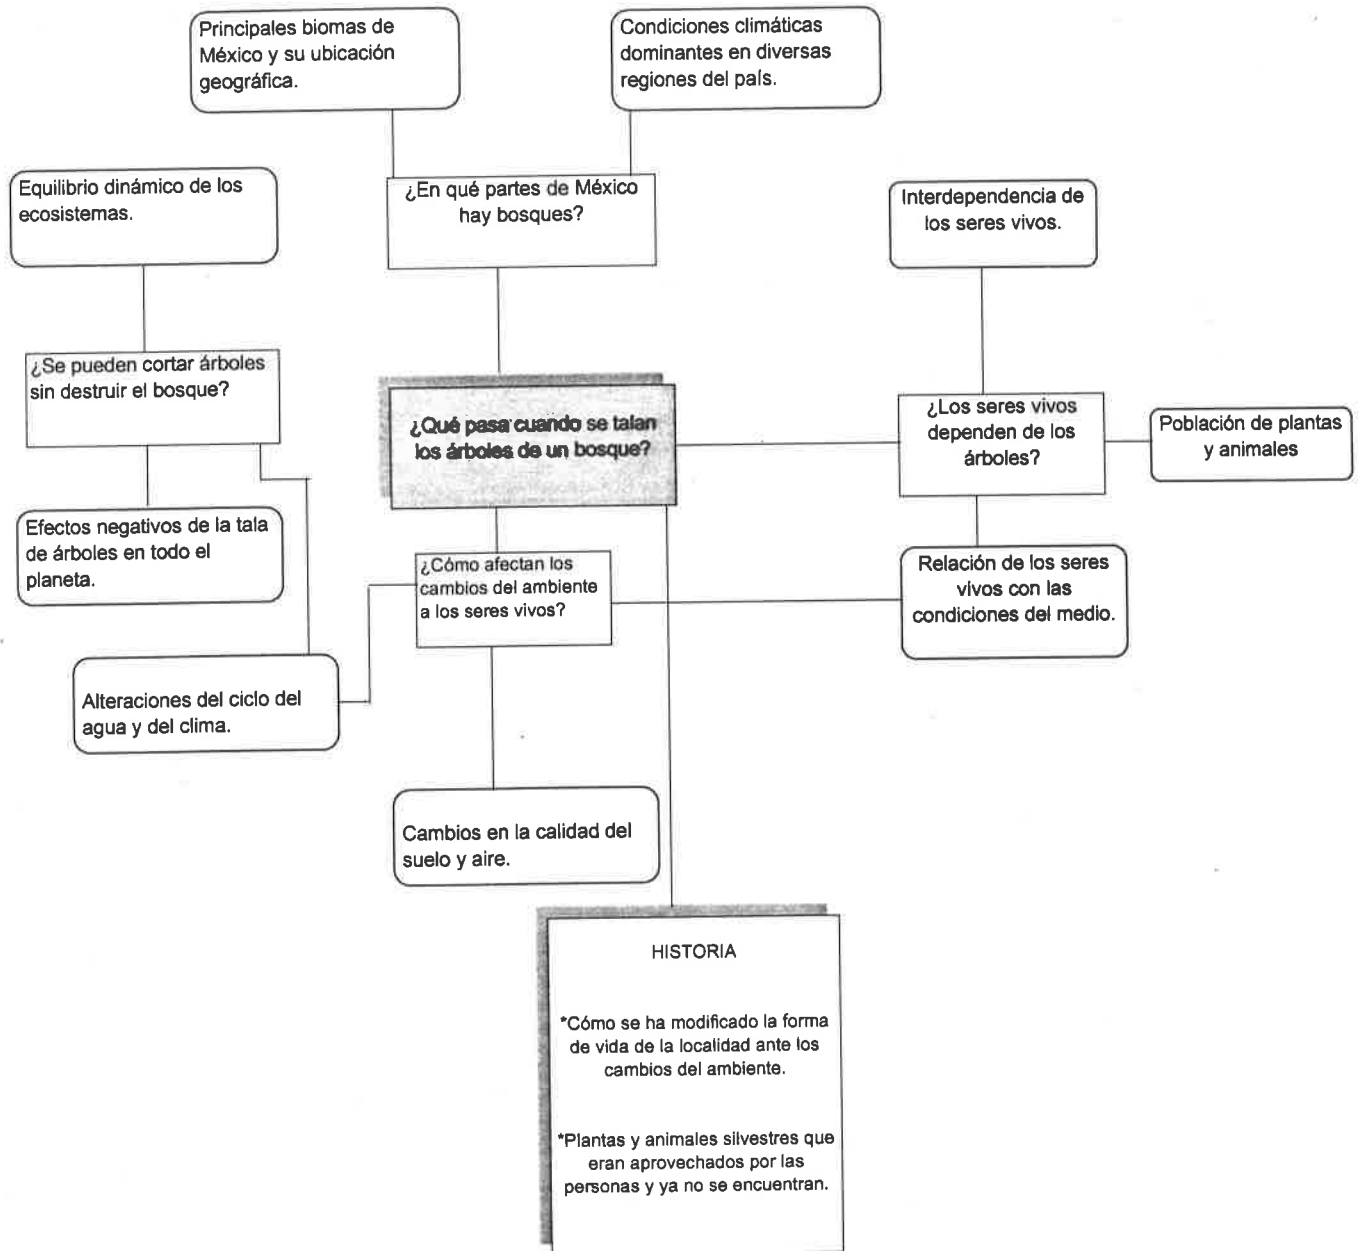 Principales biomas de
México y su ubicación
geográfica.
Condiciones climáticas
dominantes en diversas
regiones del país.
Equilibrio dinámico de los
ecosistemas.
¿En qué partes de México
hay bosques?
Interdependencia de
los seres vivos.
¿Se pueden cortar árboles
sin destruir el bosque?
¿Qué pasa cuando se talan
los árboles de un bosque?
¿Los seres vivos
dependen de los
árboles?
Población de plantas
y animales
Efectos negativos de la tala
de árboles en todo el
planeta.
¿Cómo afectan los
cambios del ambiente
a los seres vivos?
Relación de los seres
vivos con las
condiciones del medio.
Alteraciones del ciclo del
agua y del clima.
Cambios en la calidad del
suelo y aire.
HISTORIA
*Cómo se ha modificado la forma
de vida de la localidad ante los
cambios del ambiente.
*Plantas y animales silvestres que
eran aprovechados por las
personas y ya no se encuentran.